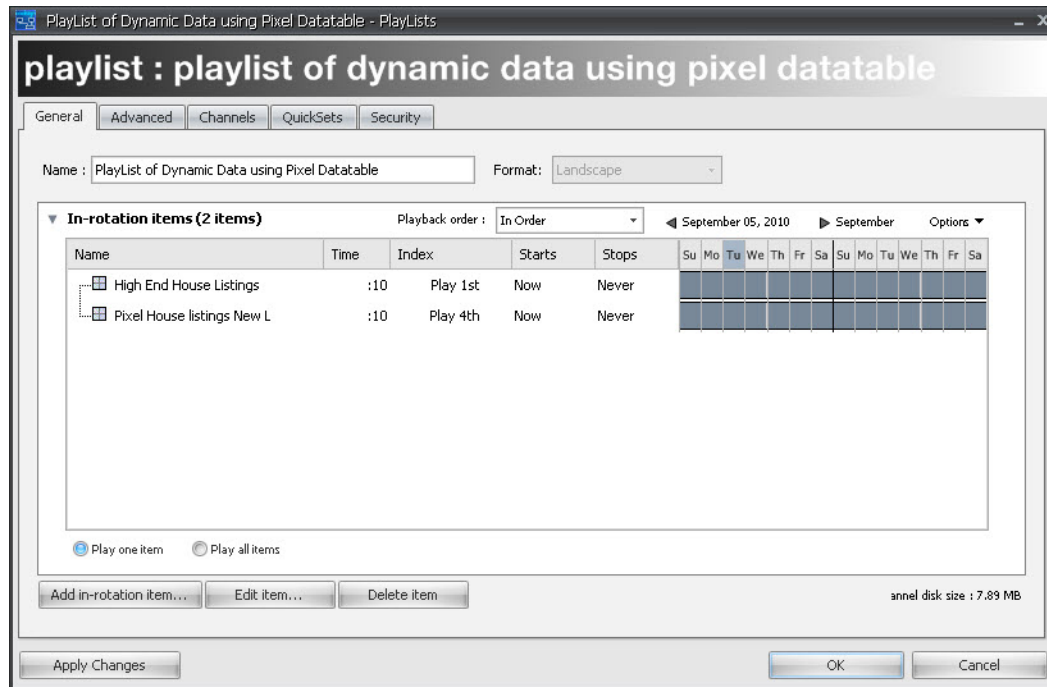 PlayList of Dynamic Data using Pixel Datatable - PlayLists
playlist : playlist of dynamic data using pixel datatable
General Advanced Channels QuickSets Security
Name : PlayList of Dynamic Data using Pixel Datatable Format: Landscape
In-rotation items (2 items) Playback order : In Order September 05, 2010 September Options
Name Time Index Starts Stops Su Mo Tu We Th Fr Sa Su Mo Tu We Th Fr Sa
High End House Listings :10 Play 1st Now Never
Pixel House listings New L :10 Play 4th Now Never
Play one item Play all items
Add in-rotation item... Edit item... Delete item annel disk size : 7.89 MB
Apply Changes OK Cancel